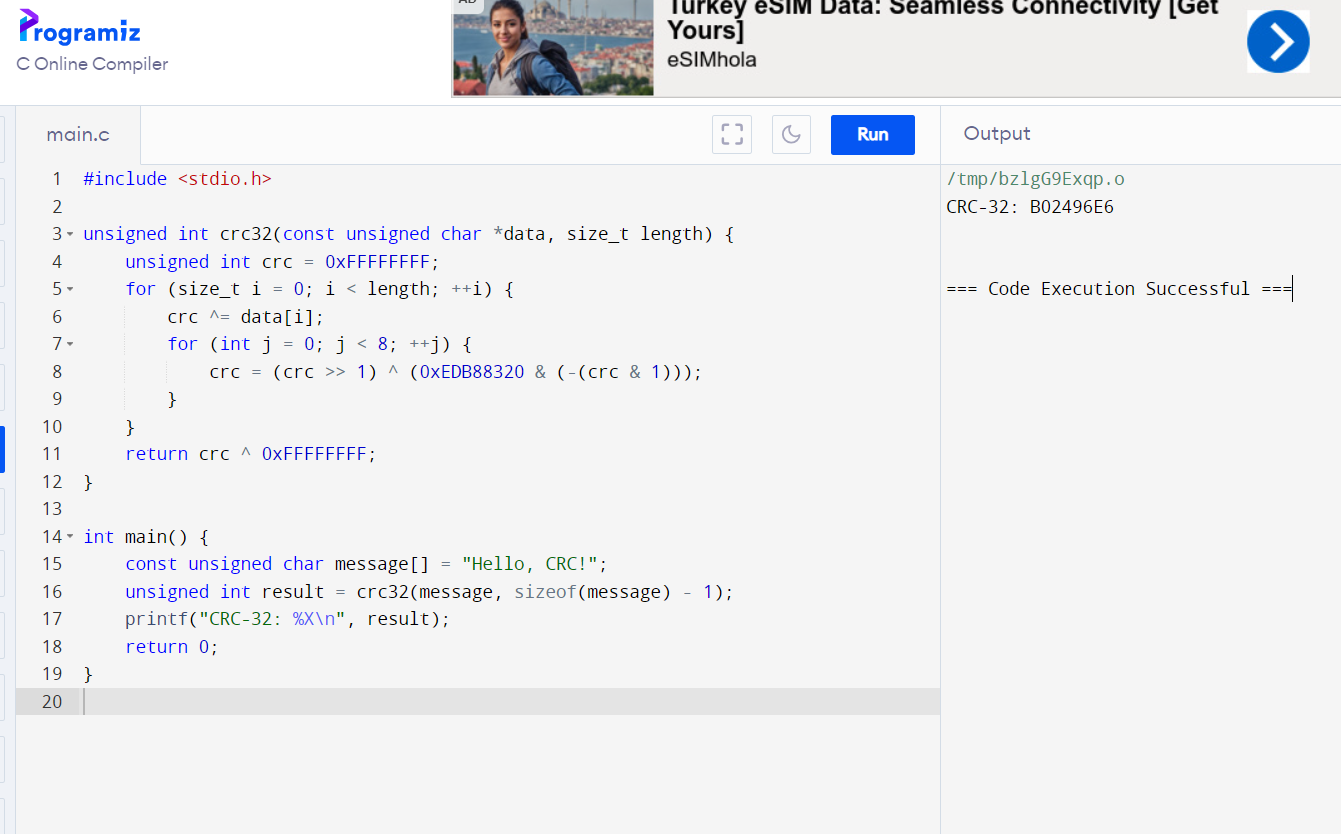 Programiz
C Online Compiler
AD
Turkey eSIM Data: Seamless Connectivity [Get
Yours]
eSIMhola
main.c
Run
Output
1 #include <stdio.h>
2
3 unsigned int crc32(const unsigned char *data, size_t length) {
4     unsigned int crc = 0xFFFFFFFF;
5     for (size_t i = 0; i < length; ++i) {
6         crc ^= data[i];
7         for (int j = 0; j < 8; ++j) {
8             crc = (crc >> 1) ^ (0xEDB88320 & (-(crc & 1)));
9         }
10     }
11     return crc ^ 0xFFFFFFFF;
12 }
13
14 int main() {
15     const unsigned char message[] = "Hello, CRC!";
16     unsigned int result = crc32(message, sizeof(message) - 1);
17     printf("CRC-32: %X\n", result);
18     return 0;
19 }
20
/tmp/bzlgG9Exqp.o
CRC-32: B02496E6
=== Code Execution Successful ===